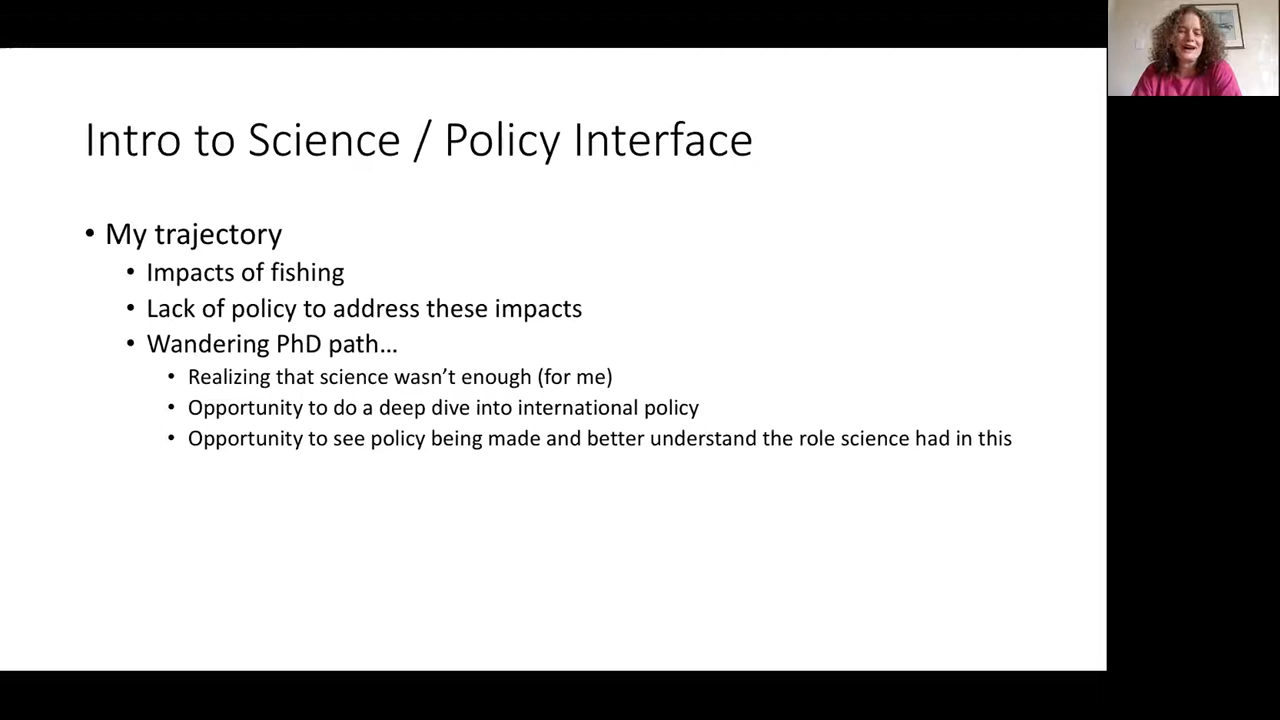 Intro to Science / Policy Interface
• My trajectory
• Impacts of fishing
• Lack of policy to address these impacts
• Wandering PhD path…
• Realizing that science wasn’t enough (for me)
• Opportunity to do a deep dive into international policy
• Opportunity to see policy being made and better understand the role science had in this